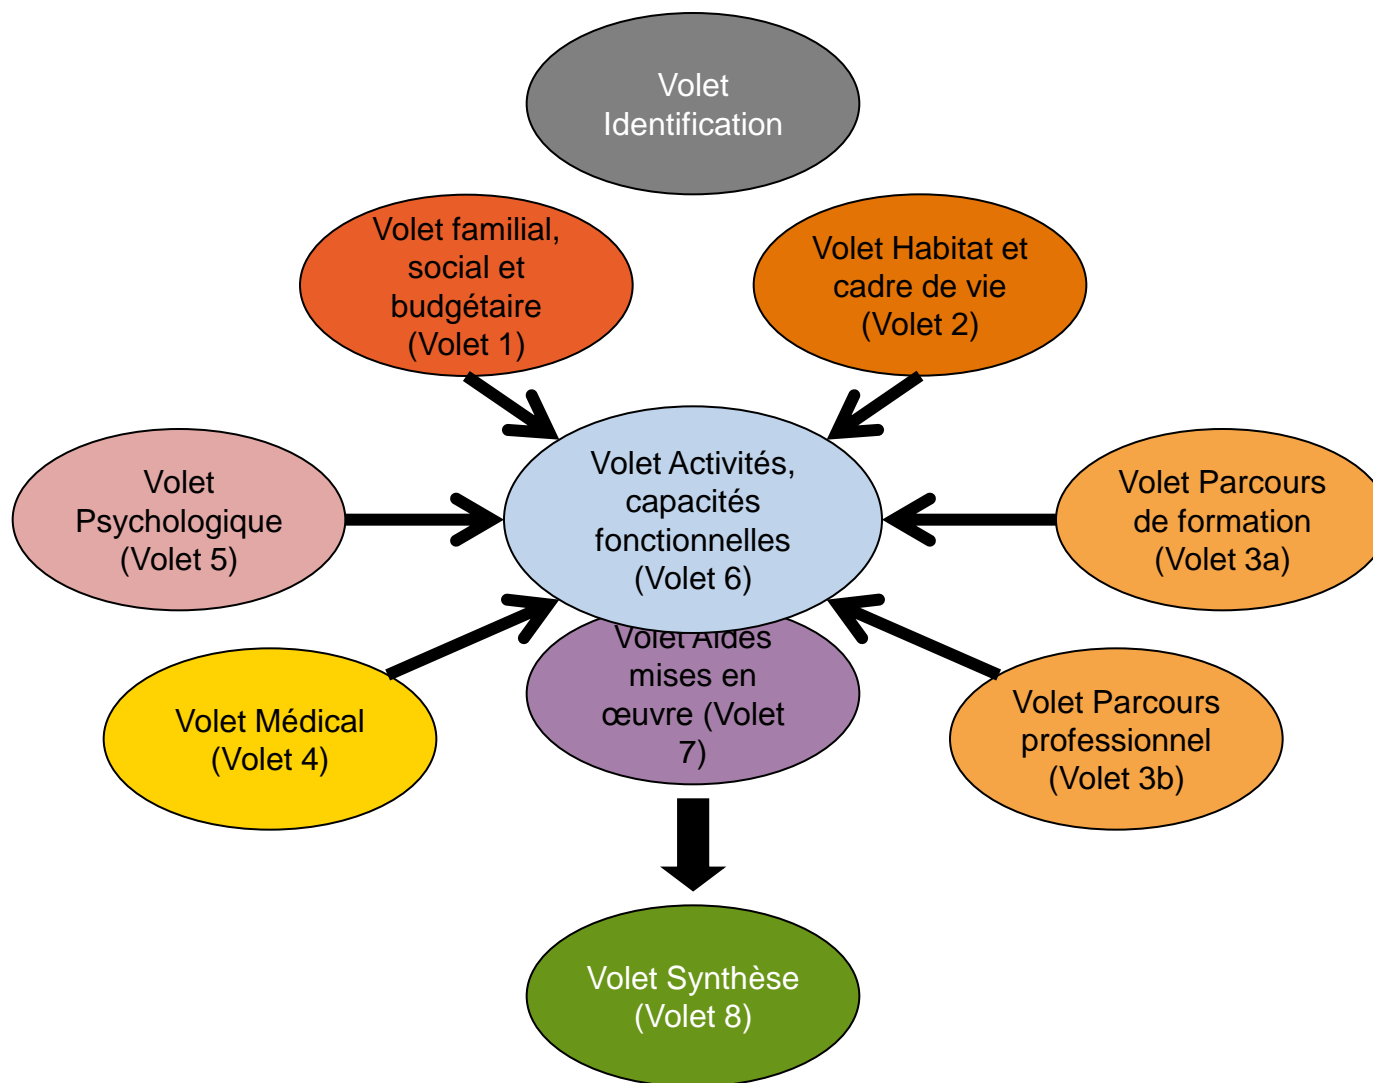 Volet
Identification
Volet familial,
social et
budgétaire
(Volet 1)
Volet Habitat et
cadre de vie
(Volet 2)
Volet
Psychologique
(Volet 5)
Volet Activités,
capacités
fonctionnelles
(Volet 6)
Volet Parcours
de formation
(Volet 3a)
Volet Médical
(Volet 4)
Volet Aides
mises en
œuvre (Volet
7)
Volet Parcours
professionnel
(Volet 3b)
Volet Synthèse
(Volet 8)